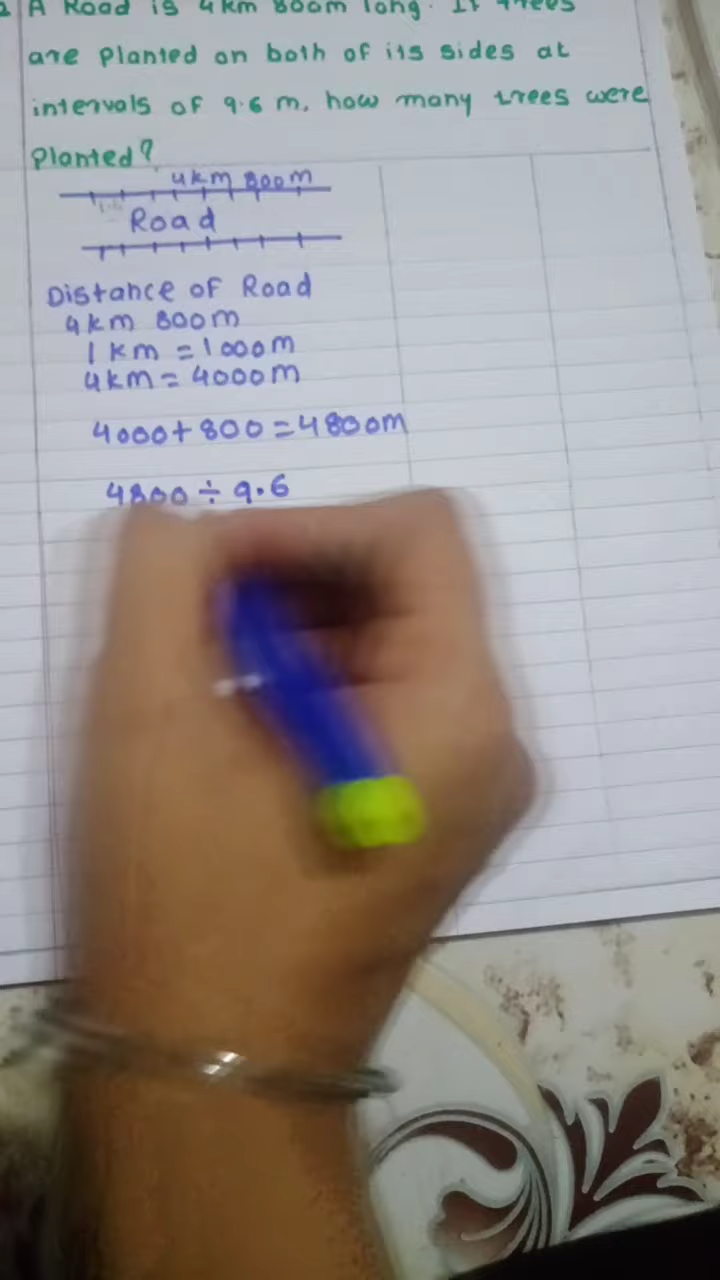 A Road is 4km 800m long. If trees
are planted on both of its sides at
intervals of 9.6 m, how many trees were
planted?
4km 800m
Road
Distance of Road
4km 800m
1 km = 1000m
4km = 4000m
4000+ 800 = 4800m
4800 ÷ 9.6